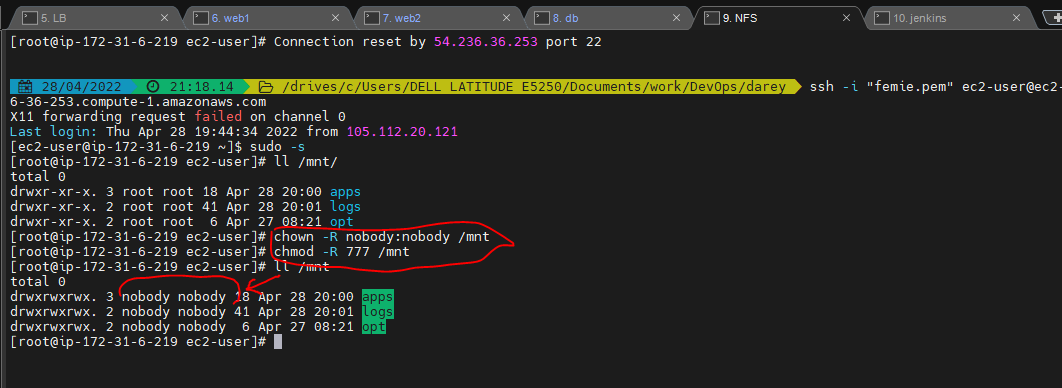 5. LB
6. web1
7. web2
8. db
9. NFS
10. jenkins
[root@ip-172-31-6-219 ec2-user]# Connection reset by 54.236.36.253 port 22
28/04/2022 21:18.14 /drives/c/Users/DELL LATITUDE E5250/Documents/work/DevOps/darey ssh -i "femie.pem" ec2-user@ec2-
6-36-253.compute-1.amazonaws.com
X11 forwarding request failed on channel 0
Last login: Thu Apr 28 19:44:34 2022 from 105.112.20.121
[ec2-user@ip-172-31-6-219 ~]$ sudo -s
[root@ip-172-31-6-219 ec2-user]# ll /mnt/
total 0
drwxr-xr-x. 3 root root 18 Apr 28 20:00 apps
drwxr-xr-x. 2 root root 41 Apr 28 20:01 logs
drwxr-xr-x. 2 root root  6 Apr 27 08:21 opt
[root@ip-172-31-6-219 ec2-user]# chown -R nobody:nobody /mnt
[root@ip-172-31-6-219 ec2-user]# chmod -R 777 /mnt
[root@ip-172-31-6-219 ec2-user]# ll /mnt
total 0
drwxrwxrwx. 3 nobody nobody 18 Apr 28 20:00 apps
drwxrwxrwx. 2 nobody nobody 41 Apr 28 20:01 logs
drwxrwxrwx. 2 nobody nobody  6 Apr 27 08:21 opt
[root@ip-172-31-6-219 ec2-user]#